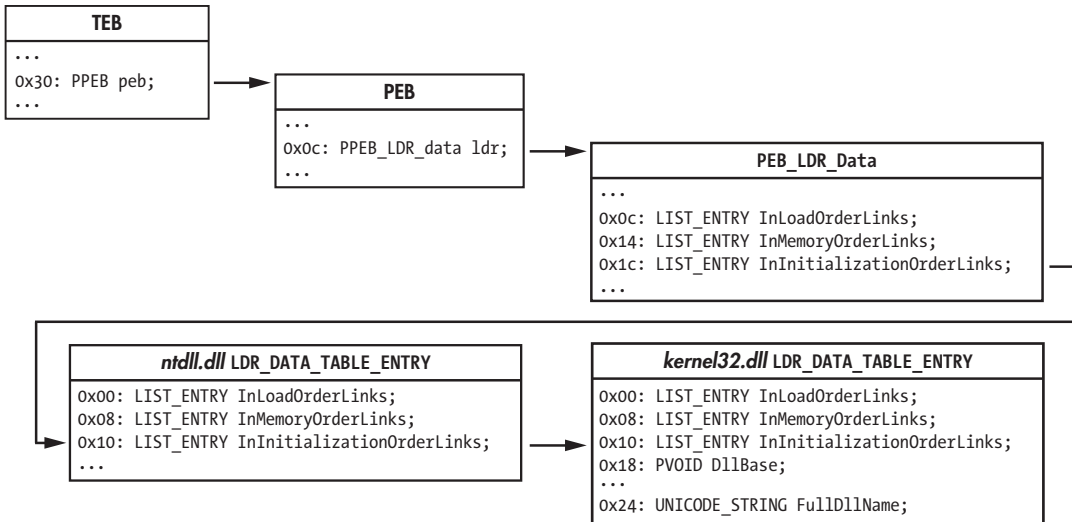 TEB
...
0x30: PPEB peb;
...
PEB
...
0x0c: PPEB_LDR_data ldr;
...
PEB_LDR_Data
...
0x0c: LIST_ENTRY InLoadOrderLinks;
0x14: LIST_ENTRY InMemoryOrderLinks;
0x1c: LIST_ENTRY InInitializationOrderLinks;
...
ntdll.dll LDR_DATA_TABLE_ENTRY
0x00: LIST_ENTRY InLoadOrderLinks;
0x08: LIST_ENTRY InMemoryOrderLinks;
0x10: LIST_ENTRY InInitializationOrderLinks;
...
kernel32.dll LDR_DATA_TABLE_ENTRY
0x00: LIST_ENTRY InLoadOrderLinks;
0x08: LIST_ENTRY InMemoryOrderLinks;
0x10: LIST_ENTRY InInitializationOrderLinks;
0x18: PVOID DllBase;
...
0x24: UNICODE_STRING FullDllName;